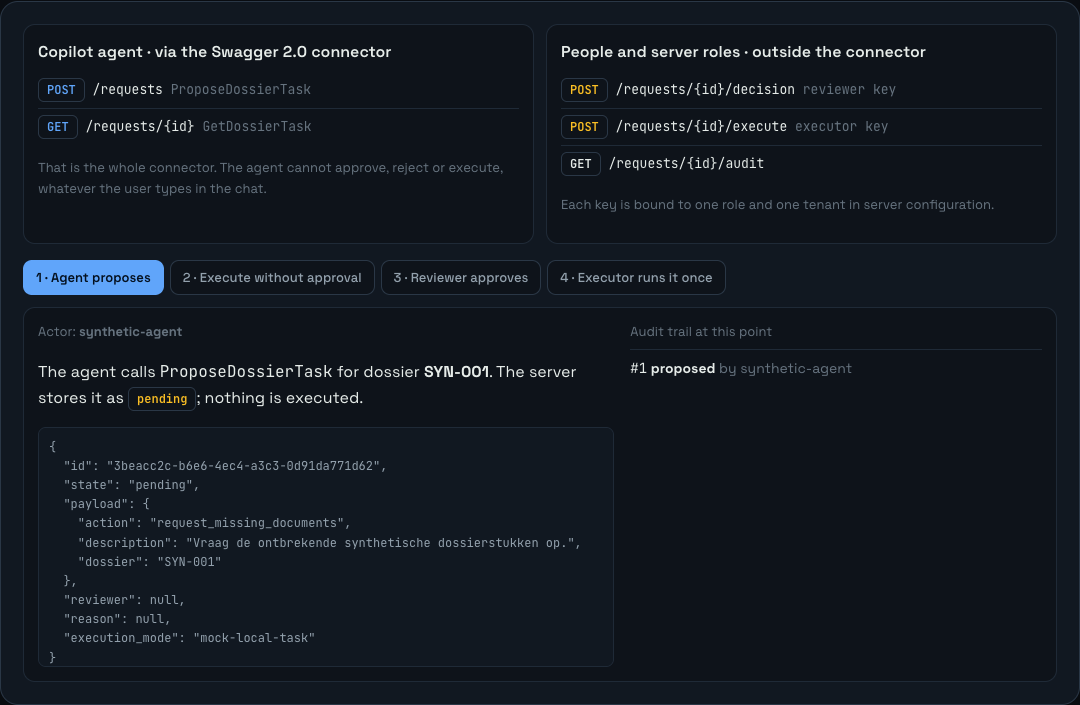 Copilot agent · via the Swagger 2.0 connector
POST /requests ProposeDossierTask
GET /requests/{id} GetDossierTask
That is the whole connector. The agent cannot approve, reject or execute,
whatever the user types in the chat.
People and server roles · outside the connector
POST /requests/{id}/decision reviewer key
POST /requests/{id}/execute executor key
GET /requests/{id}/audit
Each key is bound to one role and one tenant in server configuration.
1 · Agent proposes
2 · Execute without approval
3 · Reviewer approves
4 · Executor runs it once
Actor: synthetic-agent
The agent calls ProposeDossierTask for dossier SYN-001. The server
stores it as pending; nothing is executed.
{
  "id": "3beacc2c-b6e6-4ec4-a3c3-0d91da771d62",
  "state": "pending",
  "payload": {
    "action": "request_missing_documents",
    "description": "Vraag de ontbrekende synthetische dossierstukken op.",
    "dossier": "SYN-001"
  },
  "reviewer": null,
  "reason": null,
  "execution_mode": "mock-local-task"
}
Audit trail at this point
#1 proposed by synthetic-agent